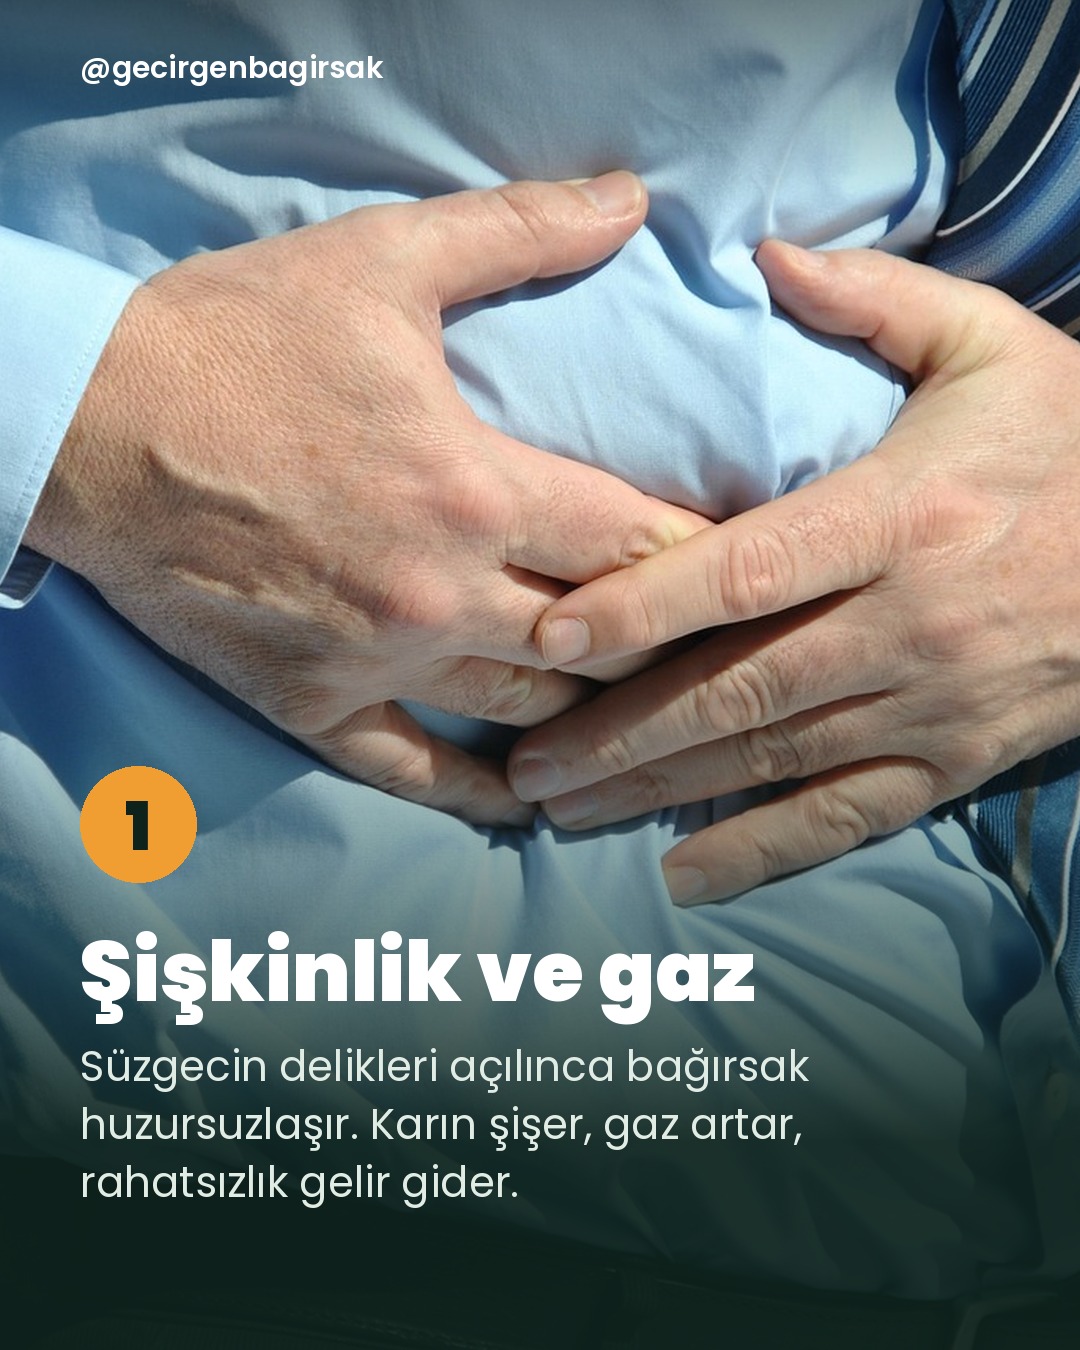 @gecirgenbagirsak
1
Şişkinlik ve gaz
Süzgecin delikleri açılınca bağırsak
huzursuzlaşır. Karın şişer, gaz artar,
rahatsızlık gelir gider.